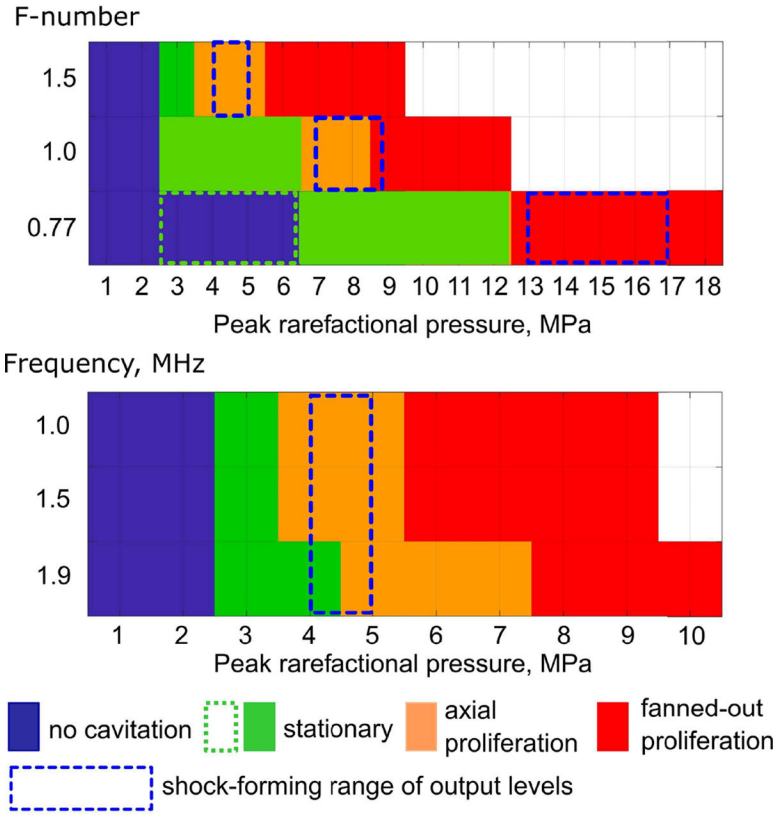 F-number
1.5
1.0
0.77
1 2 3 4 5 6 7 8 9 10 11 12 13 14 15 16 17 18
Peak rarefactional pressure, MPa
Frequency, MHz
1.0
1.5
1.9
1 2 3 4 5 6 7 8 9 10
Peak rarefactional pressure, MPa
no cavitation
stationary
axial
proliferation
fanned-out
proliferation
shock-forming range of output levels